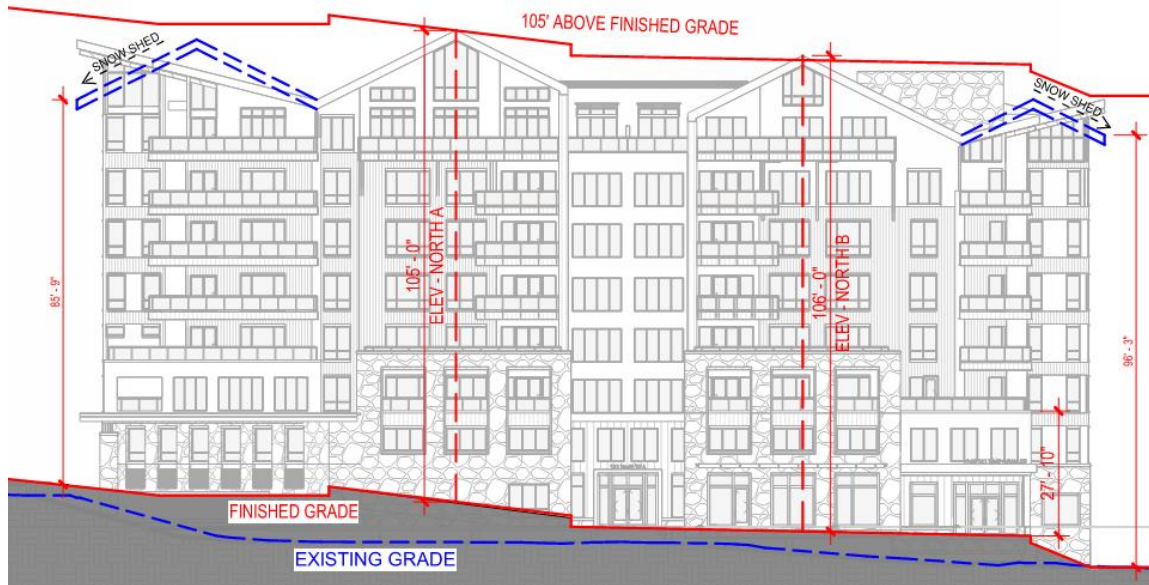 105' ABOVE FINISHED GRADE
SNOW SHED
SNOW SHED
85' - 9"
105' - 0"
ELEV - NORTH A
106' - 0"
ELEV - NORTH B
96' - 3"
27' - 10"
FINISHED GRADE
EXISTING GRADE